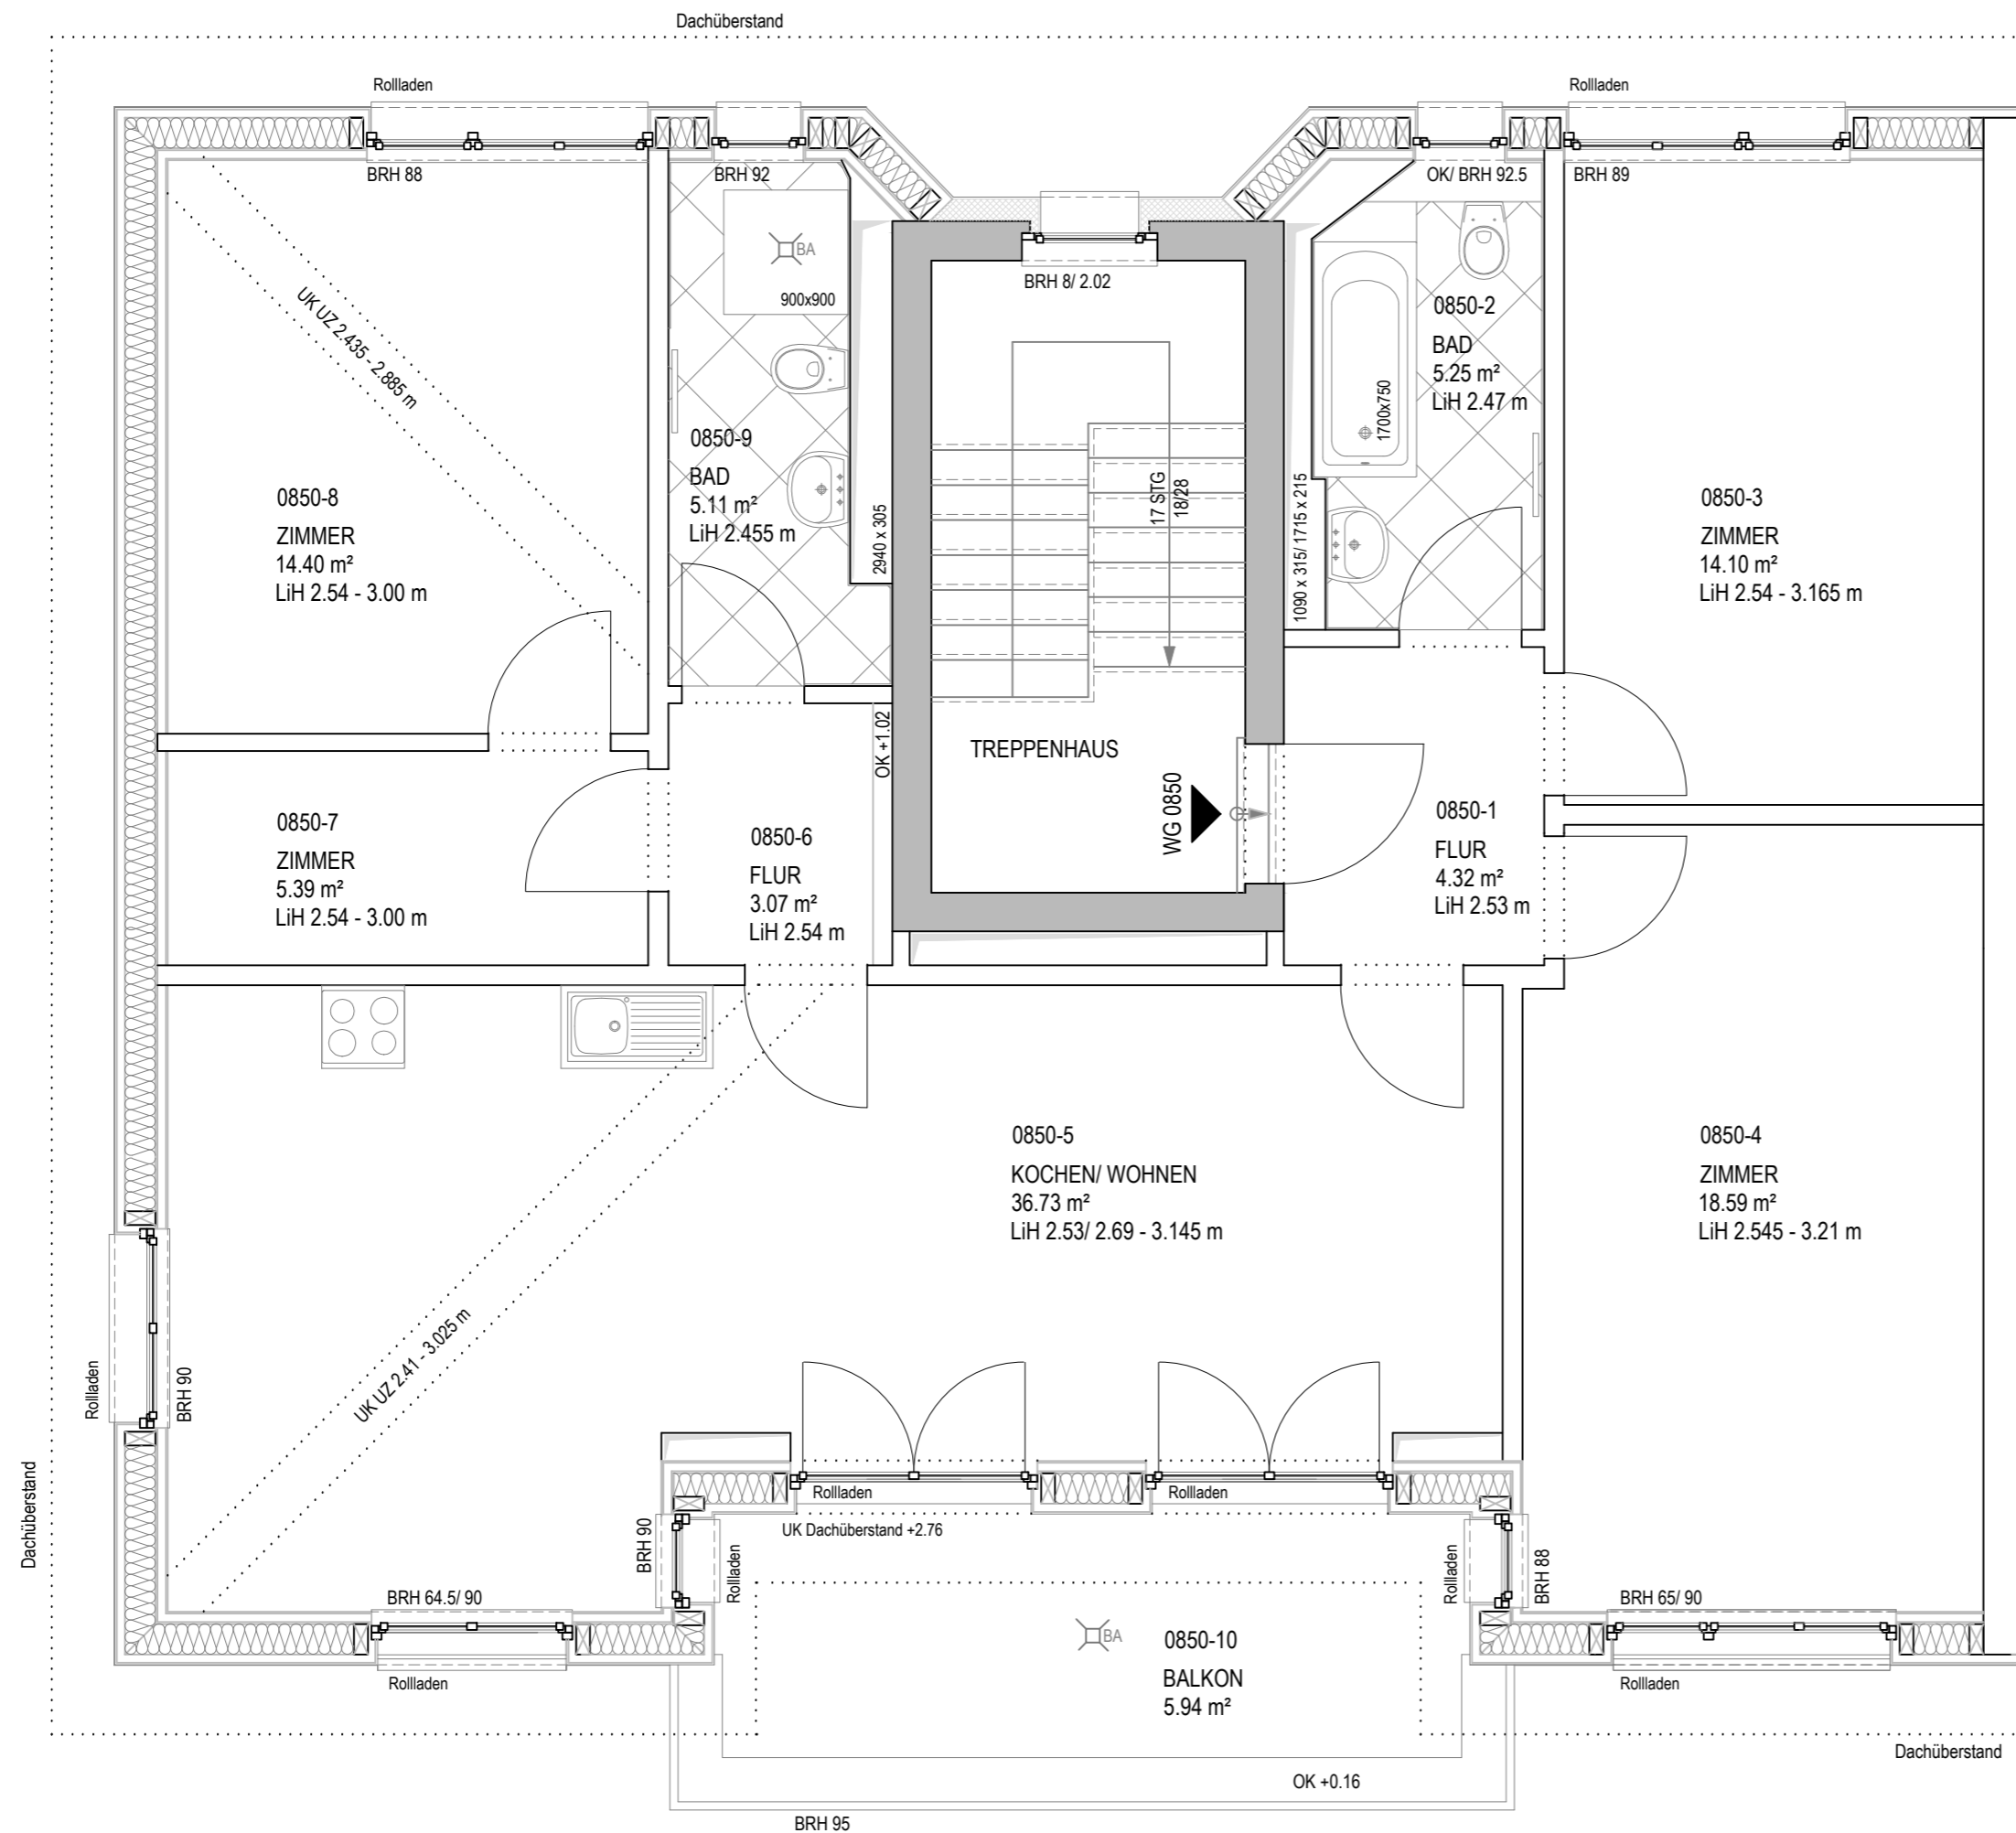 Dachüberstand
Rollladen
Rollladen
BRH 88
BRH 92
OK/ BRH 92.5
BRH 89
BA
900x900
BRH 8/ 2.02
UK UZ 2.435 - 2.885 m
0850-2
BAD
5.25 m²
LiH 2.47 m
1700x750
0850-9
BAD
5.11 m²
LiH 2.455 m
2940 x 305
17 STG
18/28
1090 x 315/ 1715 x 215
0850-8
ZIMMER
14.40 m²
LiH 2.54 - 3.00 m
0850-3
ZIMMER
14.10 m²
LiH 2.54 - 3.165 m
OK +1.02
TREPPENHAUS
WG 0850
0850-7
ZIMMER
5.39 m²
LiH 2.54 - 3.00 m
0850-6
FLUR
3.07 m²
LiH 2.54 m
0850-1
FLUR
4.32 m²
LiH 2.53 m
0850-5
KOCHEN/ WOHNEN
36.73 m²
LiH 2.53/ 2.69 - 3.145 m
0850-4
ZIMMER
18.59 m²
LiH 2.545 - 3.21 m
Rollladen
BRH 90
UK UZ 2.41 - 3.025 m
Dachüberstand
Rollladen
Rollladen
UK Dachüberstand +2.76
BRH 90
Rollladen
Rollladen
BRH 88
BRH 64.5/ 90
BRH 65/ 90
BA
0850-10
BALKON
5.94 m²
Rollladen
Rollladen
Dachüberstand
OK +0.16
BRH 95